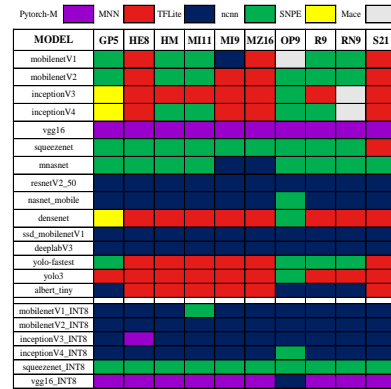 Pytorch-M MNN TFLite ncnn SNPE Mace
MODEL GP5 HE8 HM MI11 MI9 MZ16 OP9 R9 RN9 S21
mobilenetV1
mobilenetV2
inceptionV3
inceptionV4
vgg16
squeezenet
mnasnet
resnetV2_50
nasnet_mobile
densenet
ssd_mobilenetV1
deeplabV3
yolo-fastest
yolo3
albert_tiny
mobilenetV1_INT8
mobilenetV2_INT8
inceptionV3_INT8
inceptionV4_INT8
squeezenet_INT8
vgg16_INT8